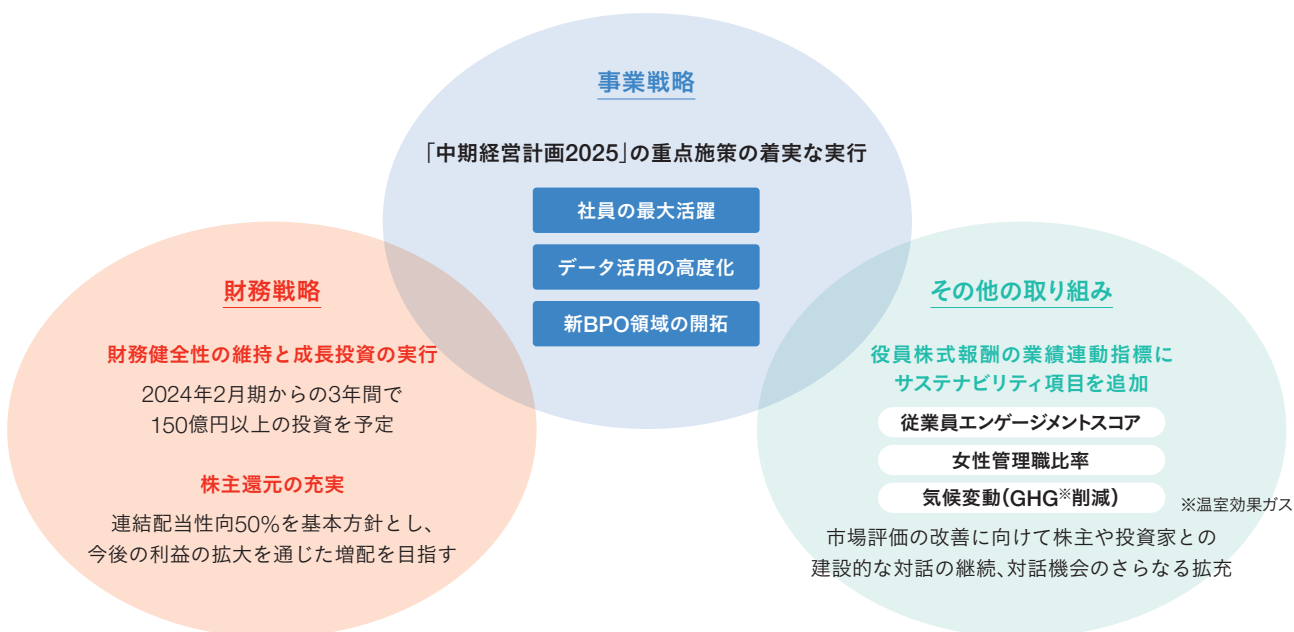 事業戦略
「中期経営計画2025」の重点施策の着実な実行
社員の最大活躍
データ活用の高度化
新BPO領域の開拓
財務戦略
財務健全性の維持と成長投資の実行
2024年2月期からの3年間で
150億円以上の投資を予定
株主還元の充実
連結配当性向50%を基本方針とし、
今後の利益の拡大を通じた増配を目指す
その他の取り組み
役員株式報酬の業績連動指標に
サステナビリティ項目を追加
従業員エンゲージメントスコア
女性管理職比率
気候変動(GHG※削減)
※温室効果ガス
市場評価の改善に向けて株主や投資家との
建設的な対話の継続、対話機会のさらなる拡充